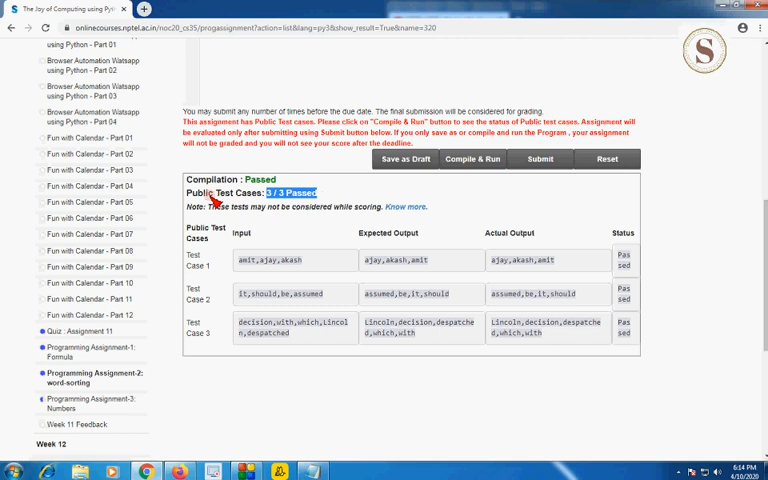 The Joy of Computing using Pyt
onlinecourses.nptel.ac.in/noc20_cs35/progassignment?action=list&lang=py3&show_result=True&name=320
S
using Python - Part 01
Browser Automation Watsapp
using Python - Part 02
Browser Automation Watsapp
using Python - Part 03
Browser Automation Watsapp
using Python - Part 04
Fun with Calendar - Part 01
Fun with Calendar - Part 02
Fun with Calendar - Part 03
Fun with Calendar - Part 04
Fun with Calendar - Part 05
Fun with Calendar - Part 06
Fun with Calendar - Part 07
Fun with Calendar - Part 08
Fun with Calendar - Part 09
Fun with Calendar - Part 10
Fun with Calendar - Part 11
Fun with Calendar - Part 12
Quiz : Assignment 11
Programming Assignment-1:
Formula
Programming Assignment-2:
word-sorting
Programming Assignment-3:
Numbers
Week 11 Feedback
Week 12
You may submit any number of times before the due date. The final submission will be considered for grading.
This assignment has Public Test cases. Please click on "Compile & Run" button to see the status of Public test cases. Assignment will
be evaluated only after submitting using Submit button below. If you only save as or compile and run the Program , your assignment
will not be graded and you will not see your score after the deadline.
Save as Draft Compile & Run Submit Reset
Compilation : Passed
Public Test Cases: 3 / 3 Passed
Note: These tests may not be considered while scoring. Know more.
Public Test
Cases Input Expected Output Actual Output Status
Test
Case 1 amit,ajay,akash ajay,akash,amit ajay,akash,amit Pas
sed
Test
Case 2 it,should,be,assumed assumed,be,it,should assumed,be,it,should Pas
sed
Test decision,with,which,Lincol Lincoln,decision,despatche Lincoln,decision,despatche Pas
Case 3 n,despatched d,which,with d,which,with sed
6:14 PM
4/10/2020